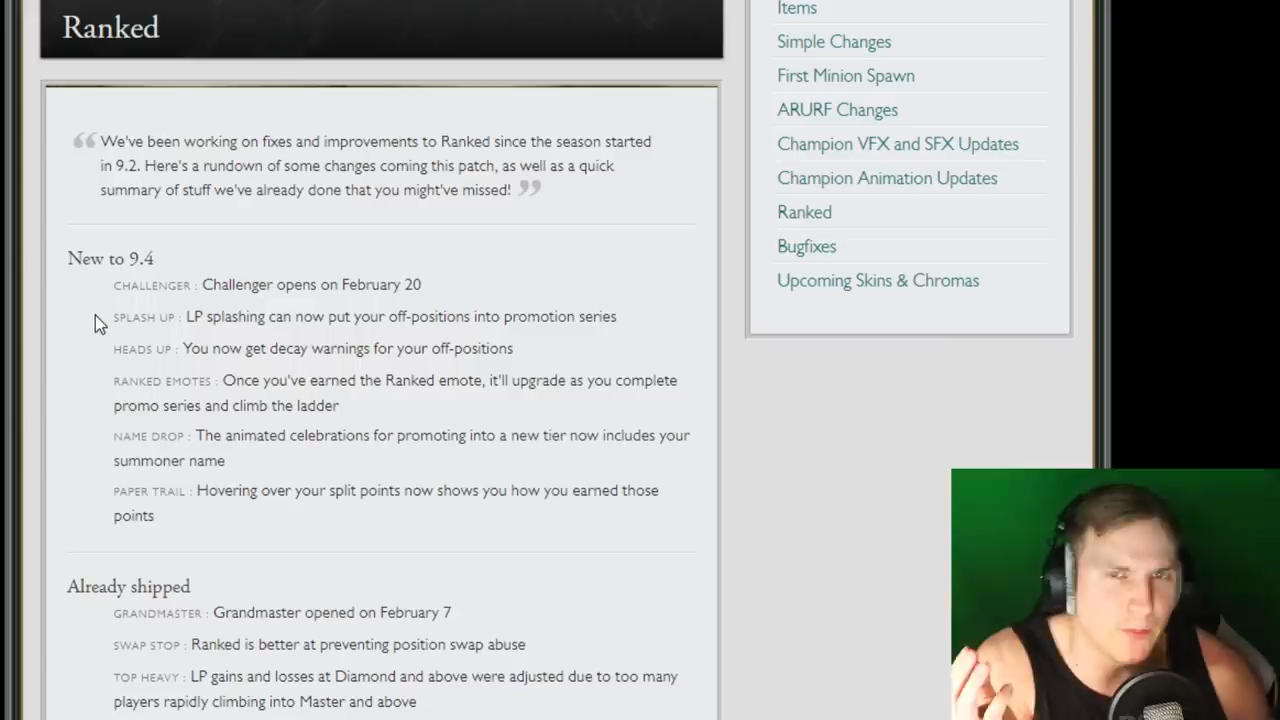 Ranked
We've been working on fixes and improvements to Ranked since the season started
in 9.2. Here's a rundown of some changes coming this patch, as well as a quick
summary of stuff we've already done that you might've missed!
New to 9.4
CHALLENGER : Challenger opens on February 20
SPLASH UP : LP splashing can now put your off-positions into promotion series
HEADS UP : You now get decay warnings for your off-positions
RANKED EMOTES : Once you've earned the Ranked emote, it'll upgrade as you complete
promo series and climb the ladder
NAME DROP : The animated celebrations for promoting into a new tier now includes your
summoner name
PAPER TRAIL : Hovering over your split points now shows you how you earned those
points
Already shipped
GRANDMASTER : Grandmaster opened on February 7
SWAP STOP : Ranked is better at preventing position swap abuse
TOP HEAVY : LP gains and losses at Diamond and above were adjusted due to too many
players rapidly climbing into Master and above
Items
Simple Changes
First Minion Spawn
ARURF Changes
Champion VFX and SFX Updates
Champion Animation Updates
Ranked
Bugfixes
Upcoming Skins & Chromas